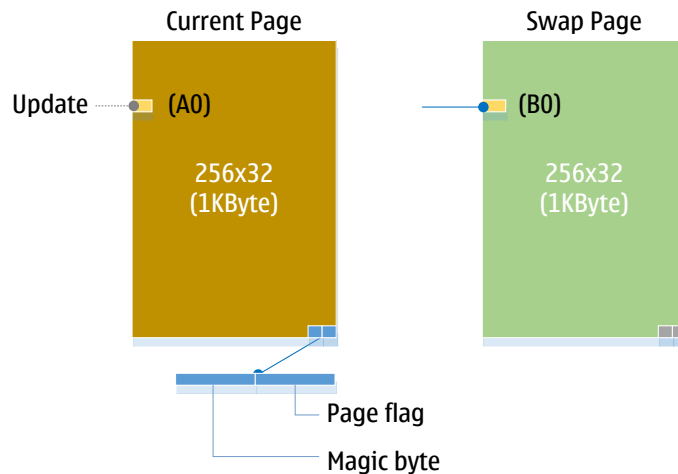 Current Page
Swap Page
Update
(A0)
(B0)
256x32
(1KByte)
256x32
(1KByte)
Page flag
Magic byte